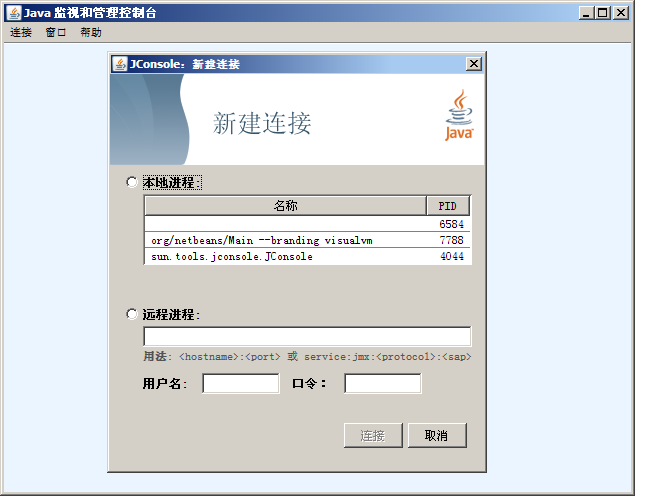 Java 监视和管理控制台
连接 窗口 帮助
JConsole: 新建连接
新建连接
Java
本地进程:
名称 PID
6584
org/netbeans/Main --branding visualvm 7788
sun.tools.jconsole.JConsole 4044
远程进程:
用法: <hostname>:<port> 或 service:jmx:<protocol>:<sap>
用户名: 口令:
连接 取消